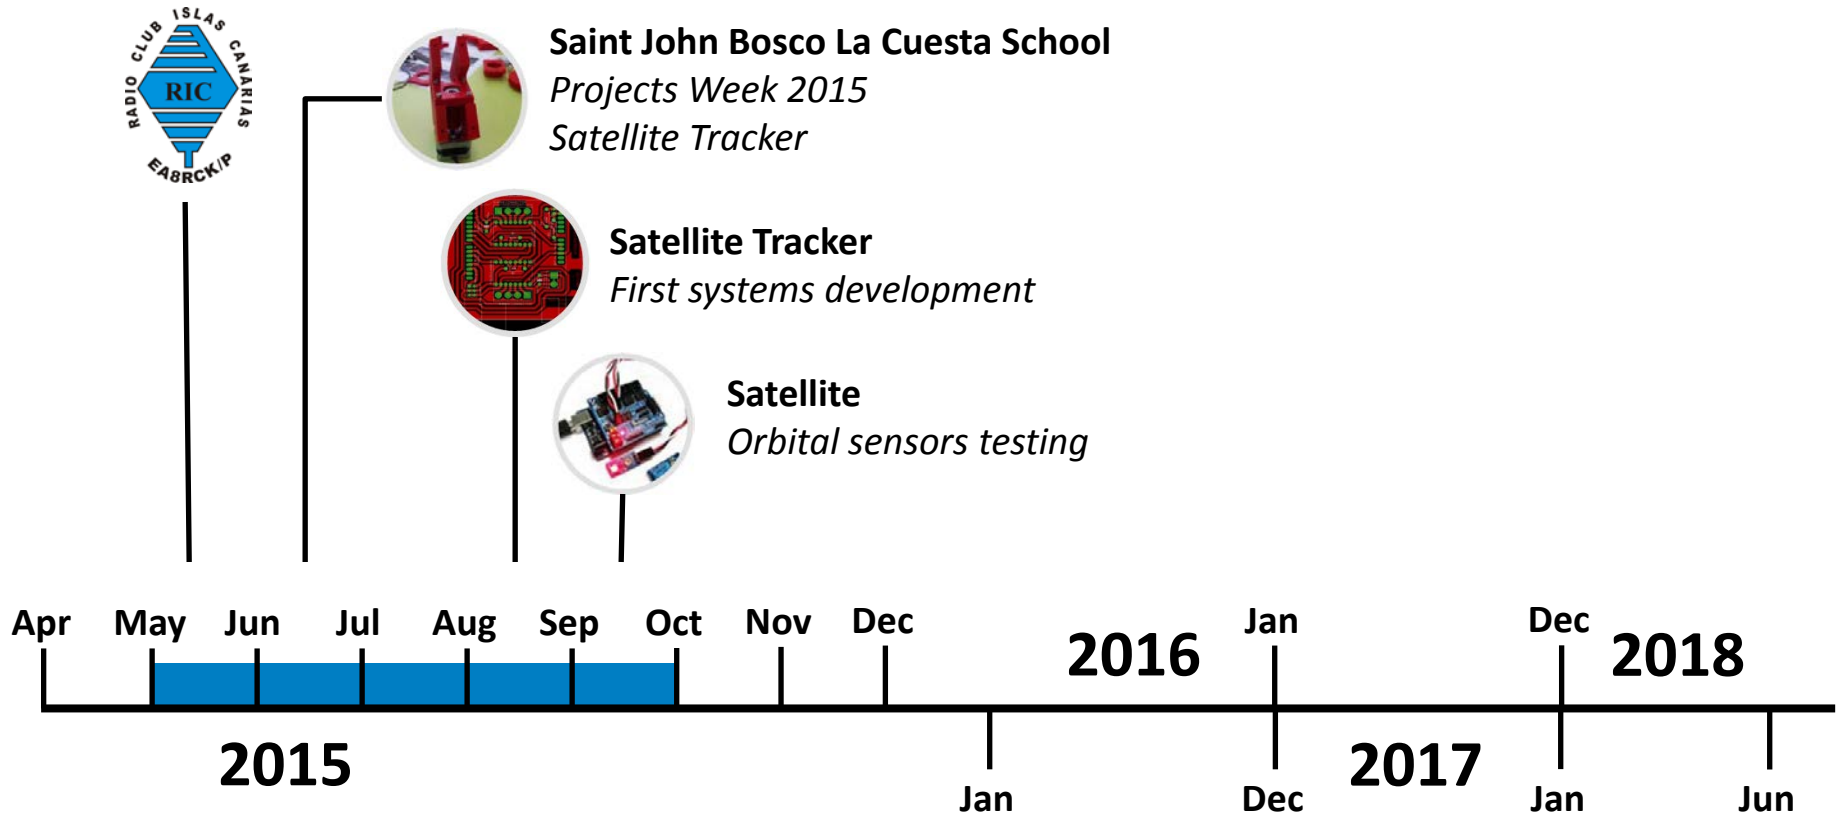 RADIO CLUB ISLAS CANARIAS
RIC
EA8RCK/P
Saint John Bosco La Cuesta School
Projects Week 2015
Satellite Tracker
Satellite Tracker
First systems development
Satellite
Orbital sensors testing
Apr May Jun Jul Aug Sep Oct Nov Dec 2016 Jan Dec 2018
2015 Jan Dec 2017 Jan Jun